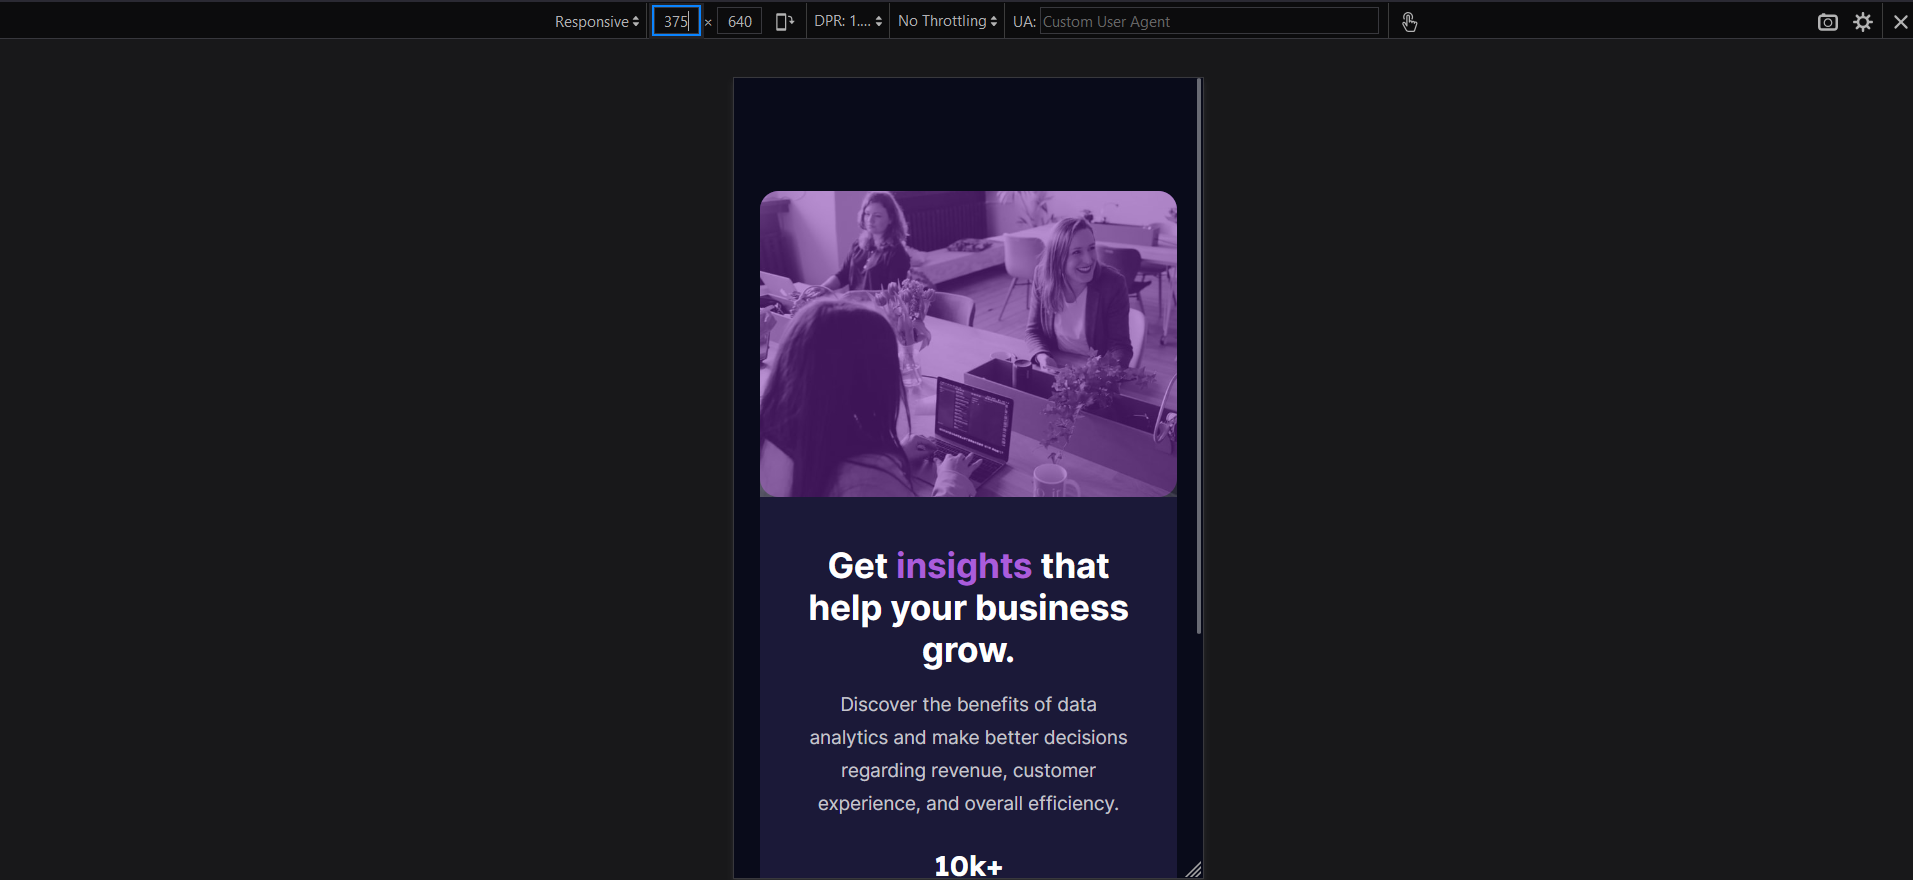 Responsive 375 × 640 DPR: 1.... No Throttling UA: Custom User Agent
Get insights that
help your business
grow.
Discover the benefits of data
analytics and make better decisions
regarding revenue, customer
experience, and overall efficiency.
10k+